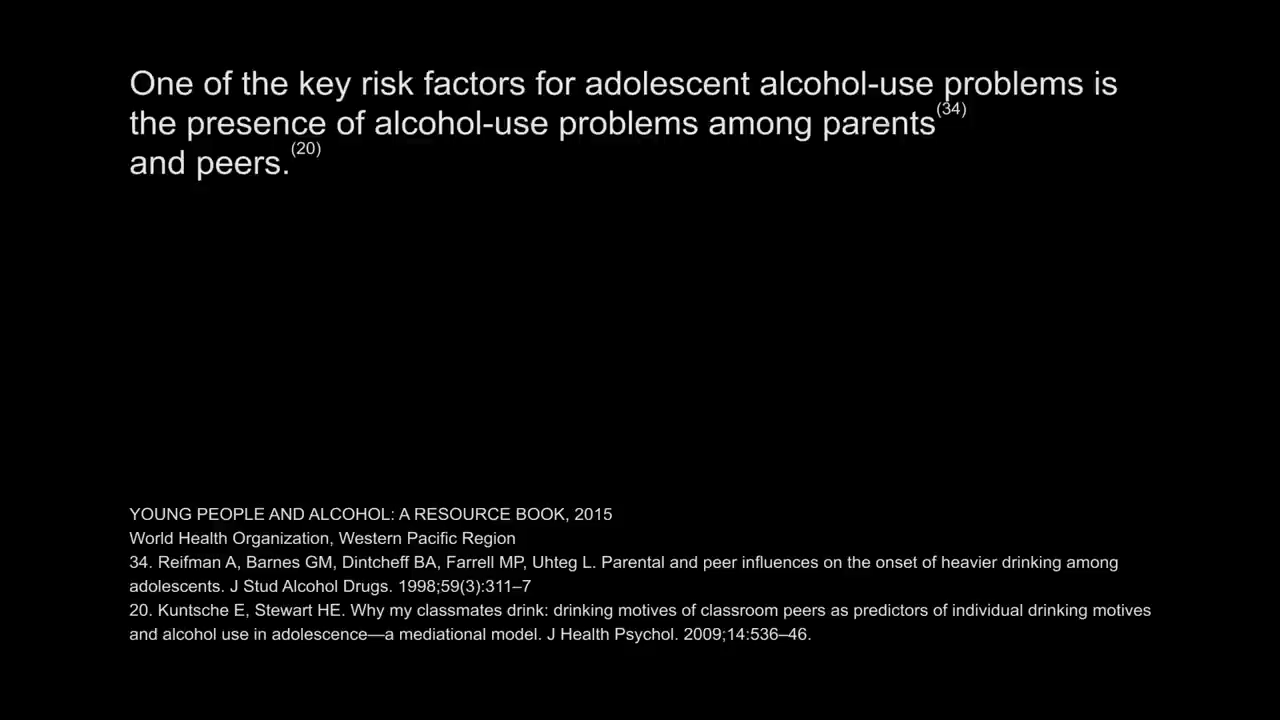 One of the key risk factors for adolescent alcohol-use problems is
the presence of alcohol-use problems among parents(34)
and peers.(20)
YOUNG PEOPLE AND ALCOHOL: A RESOURCE BOOK, 2015
World Health Organization, Western Pacific Region
34. Reifman A, Barnes GM, Dintcheff BA, Farrell MP, Uhteg L. Parental and peer influences on the onset of heavier drinking among
adolescents. J Stud Alcohol Drugs. 1998;59(3):311–7
20. Kuntsche E, Stewart HE. Why my classmates drink: drinking motives of classroom peers as predictors of individual drinking motives
and alcohol use in adolescence—a mediational model. J Health Psychol. 2009;14:536–46.